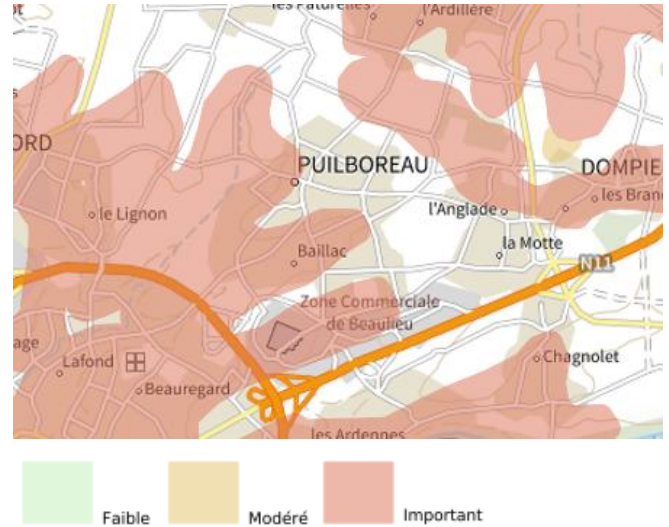 les Paturelles
l'Ardillère
ORD
PUILBOREAU
DOMPIE
le Lignon
l'Anglade
les Bran
la Motte
Baillac
N11
Zone Commerciale
de Beaulieu
age
Lafond
Chagnolet
Beauregard
les Ardennes
Faible
Modéré
Important